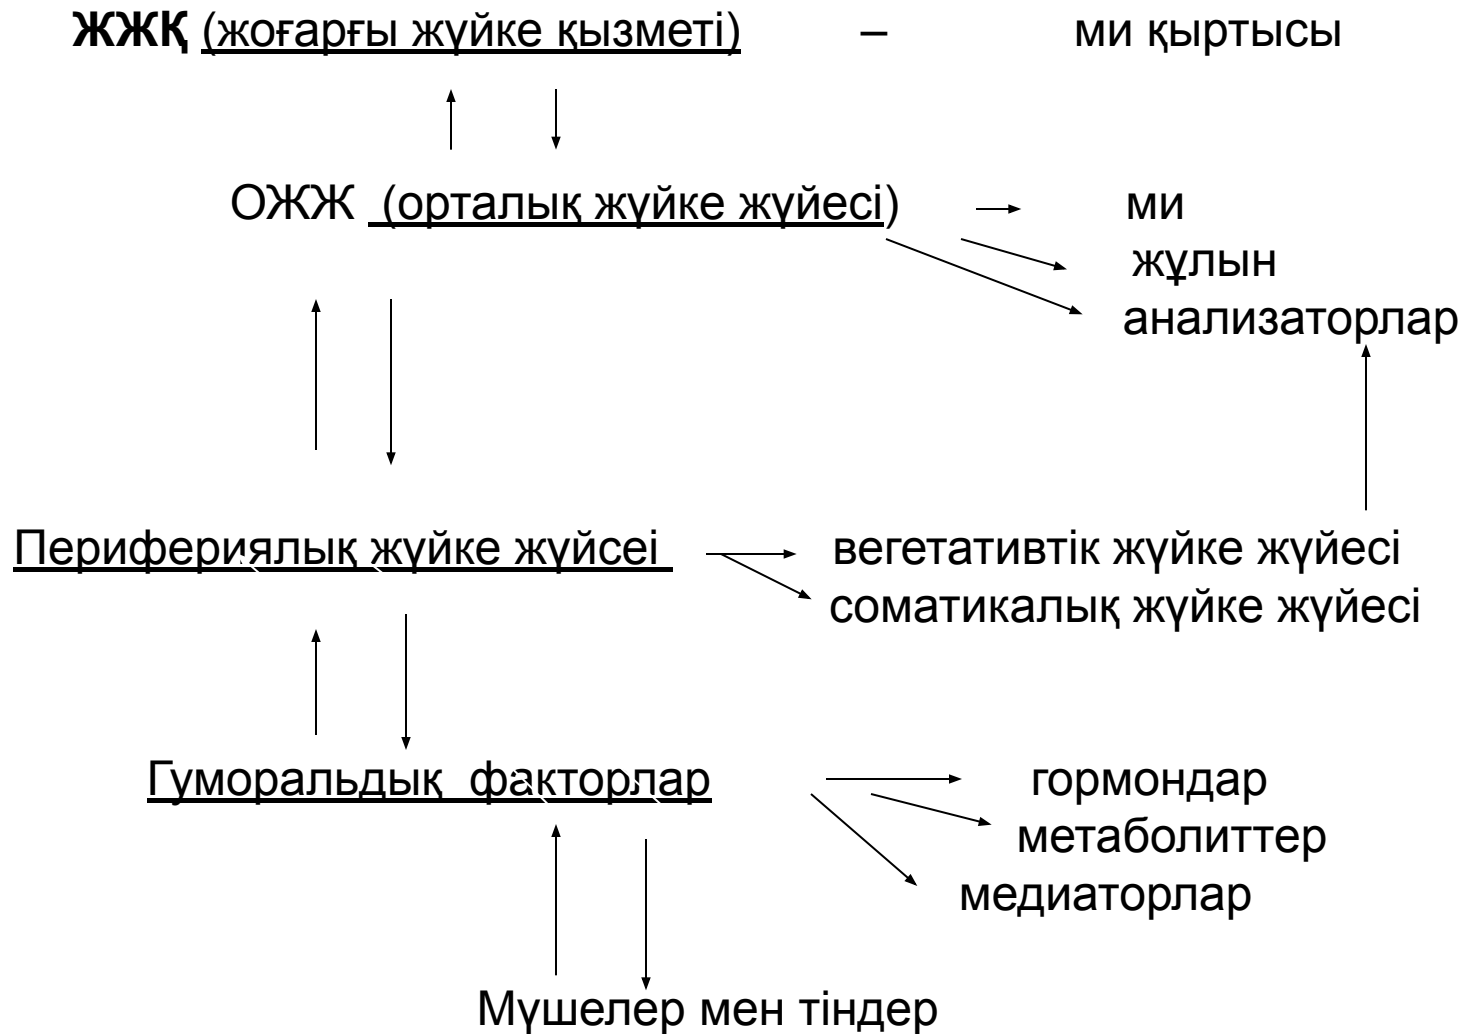 ЖЖҚ (жоғарғы жүйке қызметі) – ми қыртысы
ОЖЖ (орталық жүйке жүйесі) ми
жұлын
анализаторлар
Перифериялық жүйке жүйсеі вегетативтік жүйке жүйесі
соматикалық жүйке жүйесі
Гуморальдық факторлар гормондар
метаболиттер
медиаторлар
Мүшелер мен тіндер